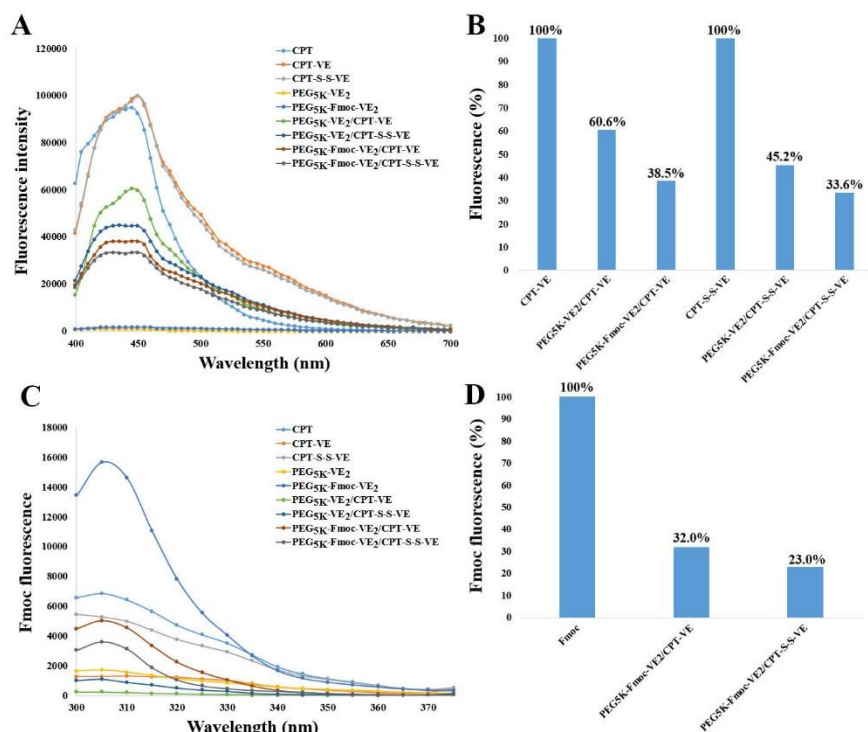 A
120000
100000
80000
60000
40000
20000
0
Fluorescence intensity
400 450 500 550 600 650 700
Wavelength (nm)
CPT
CPT-VE
CPT-S-S-VE
PEG5K-VE2
PEG5K-Fmoc-VE2
PEG5K-VE2/CPT-VE
PEG5K-VE2/CPT-S-S-VE
PEG5K-Fmoc-VE2/CPT-VE
PEG5K-Fmoc-VE2/CPT-S-S-VE
B
100
90
80
70
60
50
40
30
20
10
0
Fluorescence (%)
100%
60.6%
38.5%
100%
45.2%
33.6%
CPT-VE
PEG5K-VE2/CPT-VE
PEG5K-Fmoc-VE2/CPT-VE
CPT-S-S-VE
PEG5K-VE2/CPT-S-S-VE
PEG5K-Fmoc-VE2/CPT-S-S-VE
C
18000
16000
14000
12000
10000
8000
6000
4000
2000
0
Fmoc fluorescence
300 310 320 330 340 350 360 370
Wavelength (nm)
CPT
CPT-VE
CPT-S-S-VE
PEG5K-VE2
PEG5K-Fmoc-VE2
PEG5K-VE2/CPT-VE
PEG5K-VE2/CPT-S-S-VE
PEG5K-Fmoc-VE2/CPT-VE
PEG5K-Fmoc-VE2/CPT-S-S-VE
D
100
90
80
70
60
50
40
30
20
10
0
Fmoc fluorescence (%)
100%
32.0%
23.0%
Fmoc
PEG5K-Fmoc-VE2/CPT-VE
PEG5K-Fmoc-VE2/CPT-S-S-VE